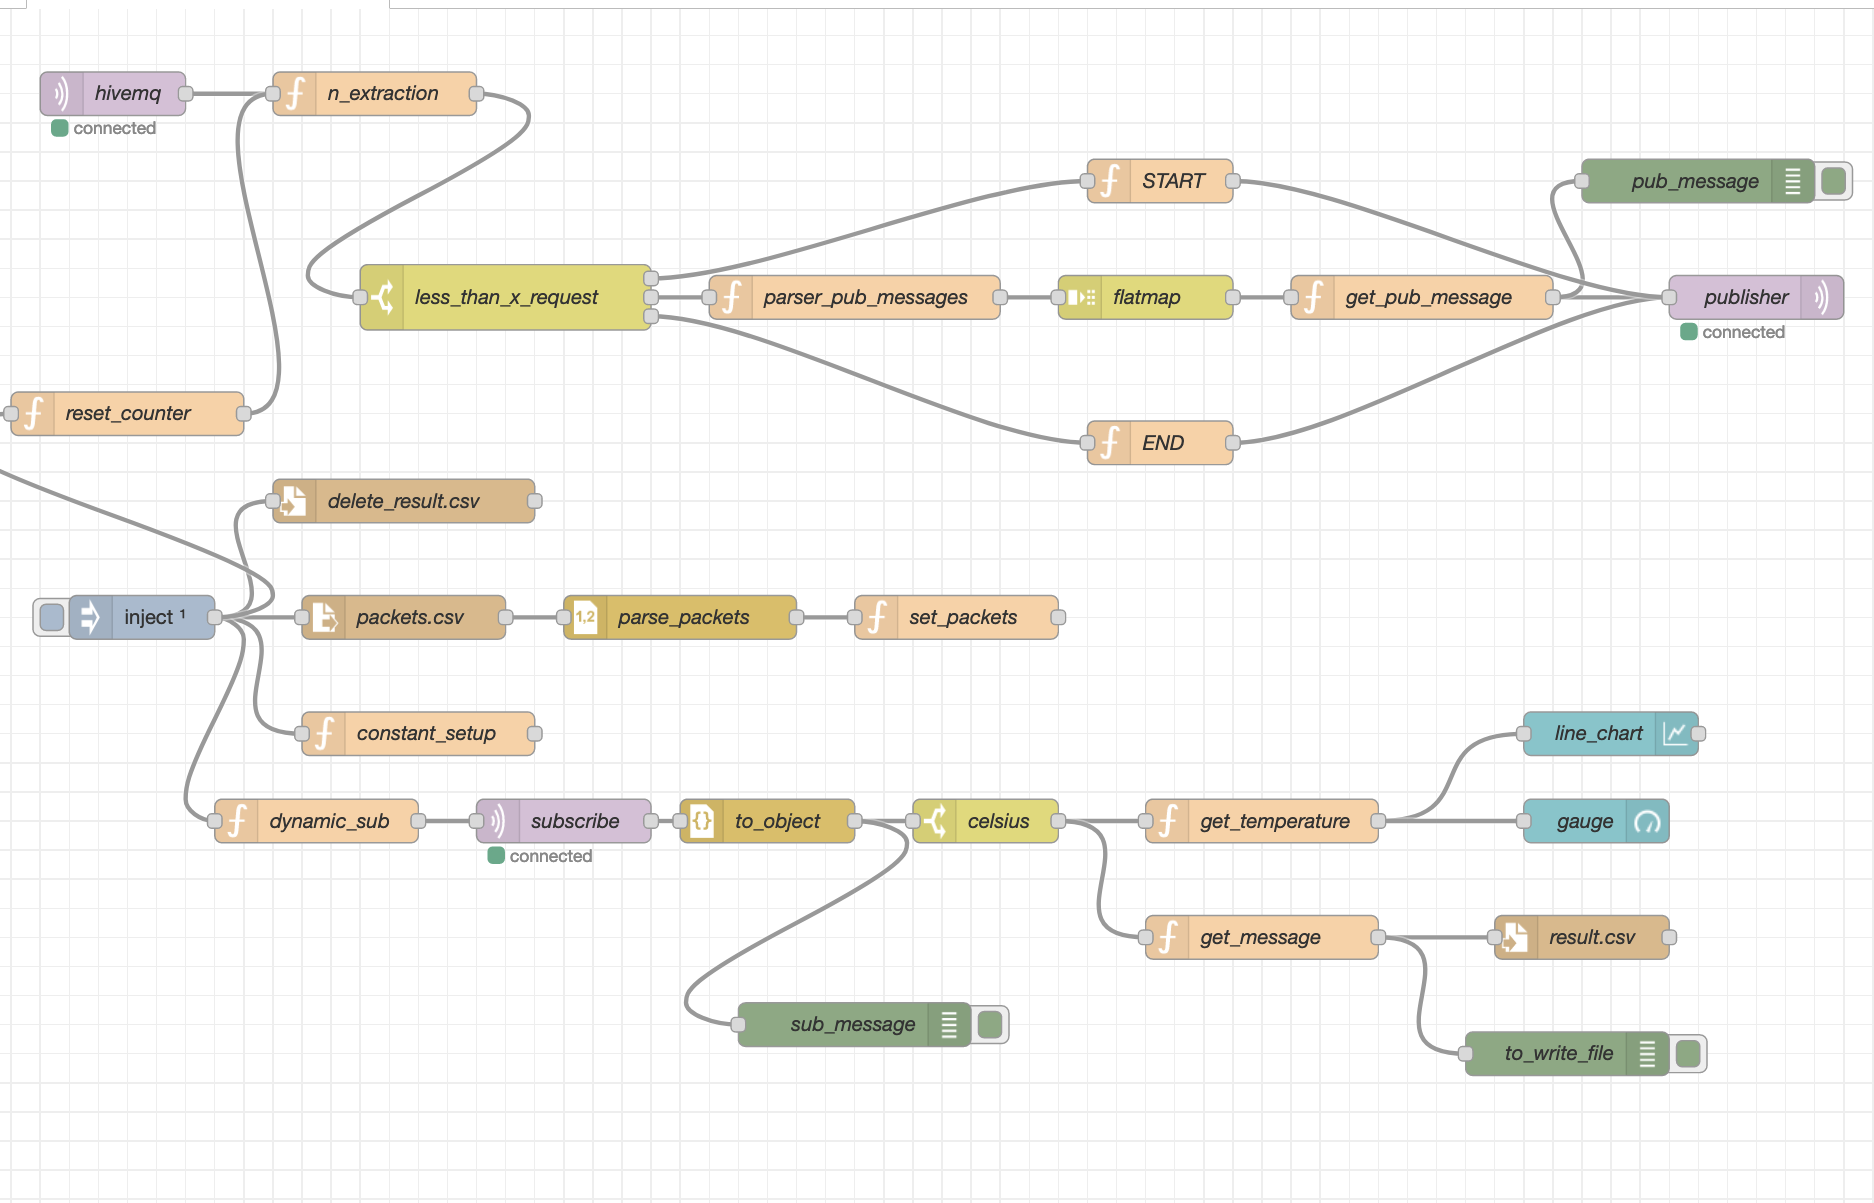 hivemq
n_extraction
connected
START
pub_message
less_than_x_request
parser_pub_messages
flatmap
get_pub_message
publisher
connected
reset_counter
END
delete_result.csv
inject ¹
packets.csv
1,2
parse_packets
set_packets
constant_setup
line_chart
dynamic_sub
subscribe
{}
to_object
celsius
get_temperature
gauge
connected
get_message
result.csv
sub_message
to_write_file